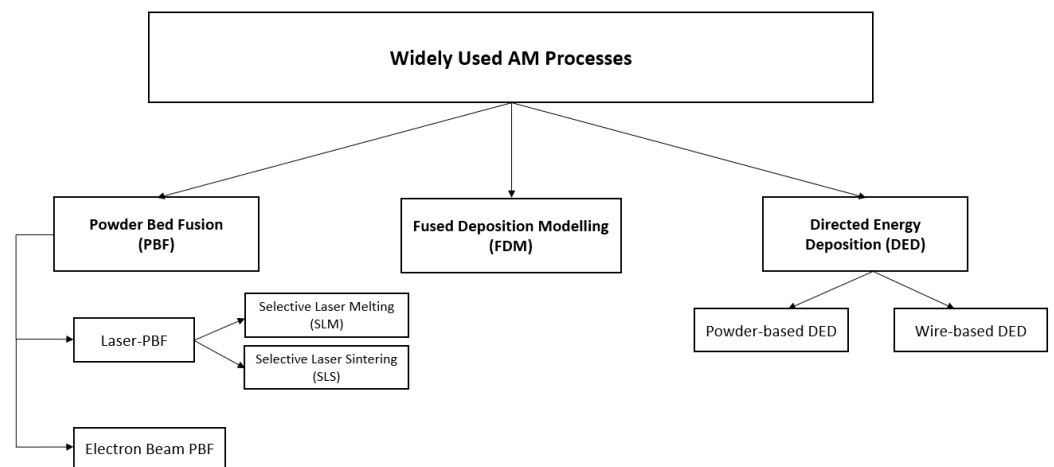 Widely Used AM Processes
Powder Bed Fusion
(PBF)
Fused Deposition Modelling
(FDM)
Directed Energy
Deposition (DED)
Laser-PBF
Selective Laser Melting
(SLM)
Selective Laser Sintering
(SLS)
Electron Beam PBF
Powder-based DED
Wire-based DED